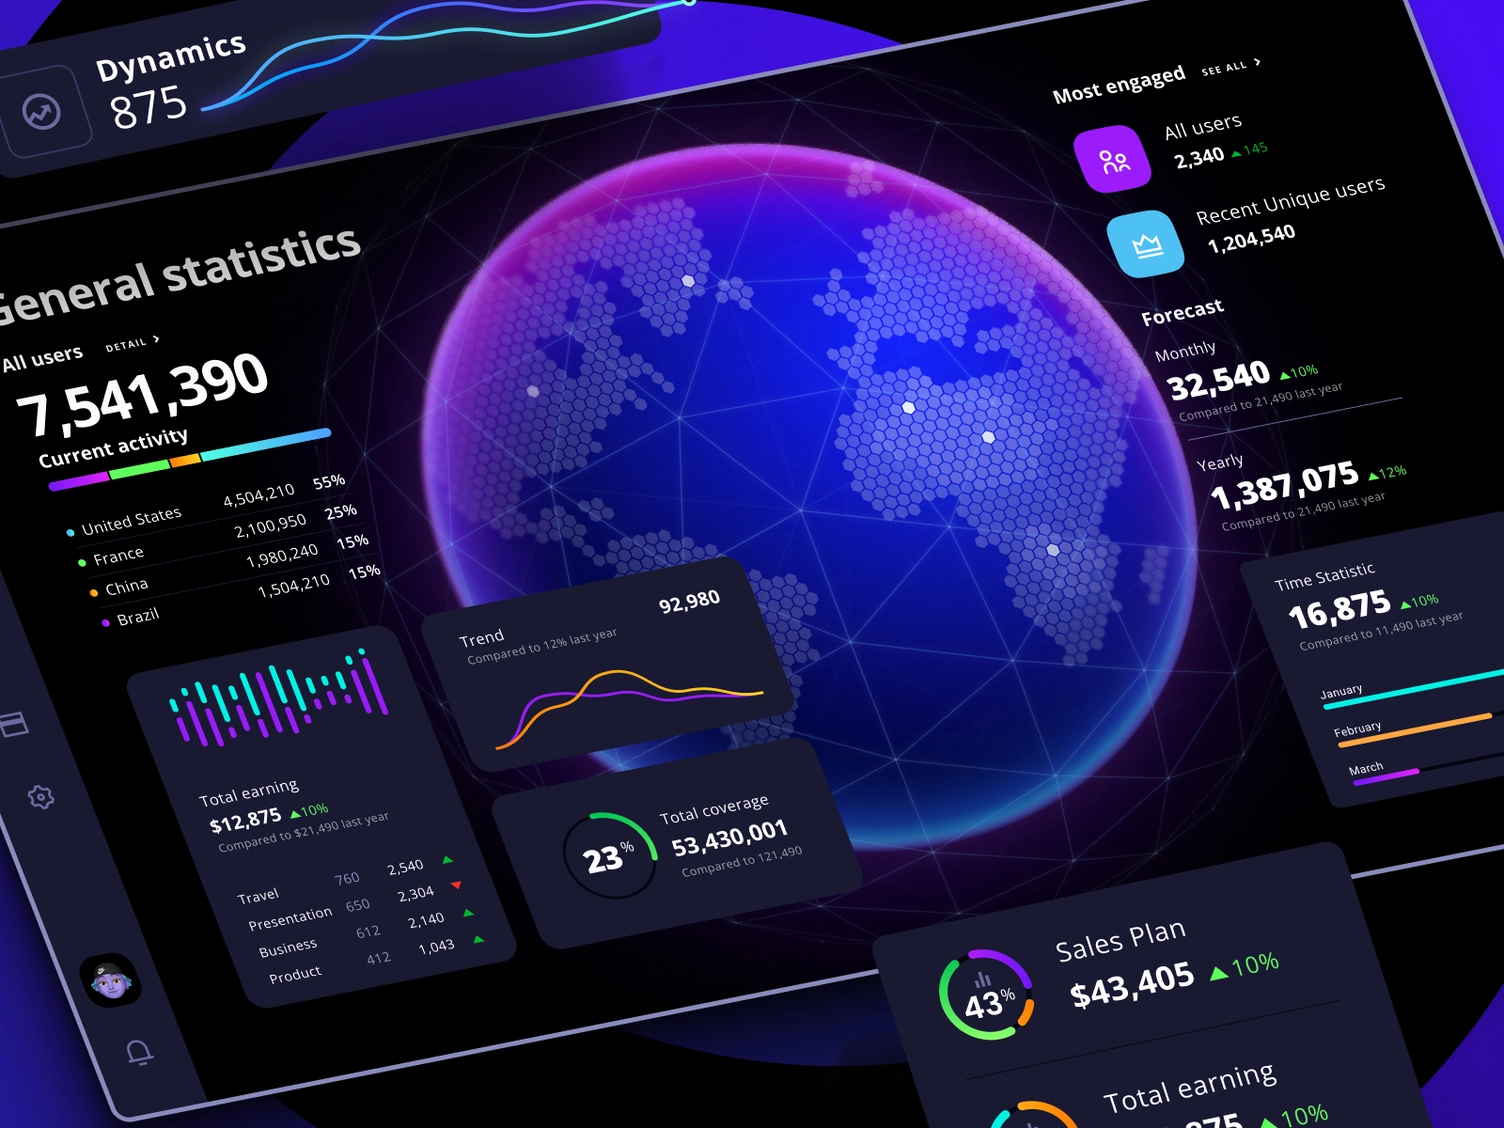 Dynamics
875
General statistics
All users DETAIL
7,541,390
Current activity
United States 4,504,210 55%
France 2,100,950 25%
China 1,980,240 15%
Brazil 1,504,210 15%
Total earning
$12,875 10%
Compared to $21,490 last year
Travel 760 2,540
Presentation 650 2,304
Business 612 2,140
Product 412 1,043
Trend 92,980
Compared to 12% last year
23%
Total coverage
53,430,001
Compared to 121,490
Most engaged SEE ALL
All users
2,340 145
Recent Unique users
1,204,540
Forecast
Monthly
32,540 10%
Compared to 21,490 last year
Yearly
1,387,075 12%
Compared to 21,490 last year
Time Statistic
16,875 10%
Compared to 11,490 last year
January
February
March
43%
Sales Plan
$43,405 10%
Total earning
875 10%